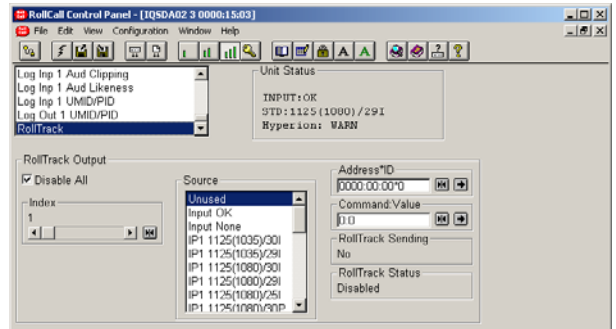 RollCall Control Panel - [IQSDA02 3 0000:15:03]
File Edit View Configuration Window Help
Log Inp 1 Aud Clipping
Log Inp 1 Aud Likeness
Log Inp 1 UMID/PID
Log Out 1 UMID/PID
RollTrack
Unit Status
INPUT:OK
STD:1125(1080)/29I
Hyperion: WARN
RollTrack Output
Disable All
Index
1
Source
Unused
Input OK
Input None
IP1 1125(1035)/30I
IP1 1125(1035)/29I
IP1 1125(1080)/30I
IP1 1125(1080)/29I
IP1 1125(1080)/25I
IP1 1125(1080)/30P
Address*ID
0000:00:00*0
Command:Value
0:0
RollTrack Sending
No
RollTrack Status
Disabled